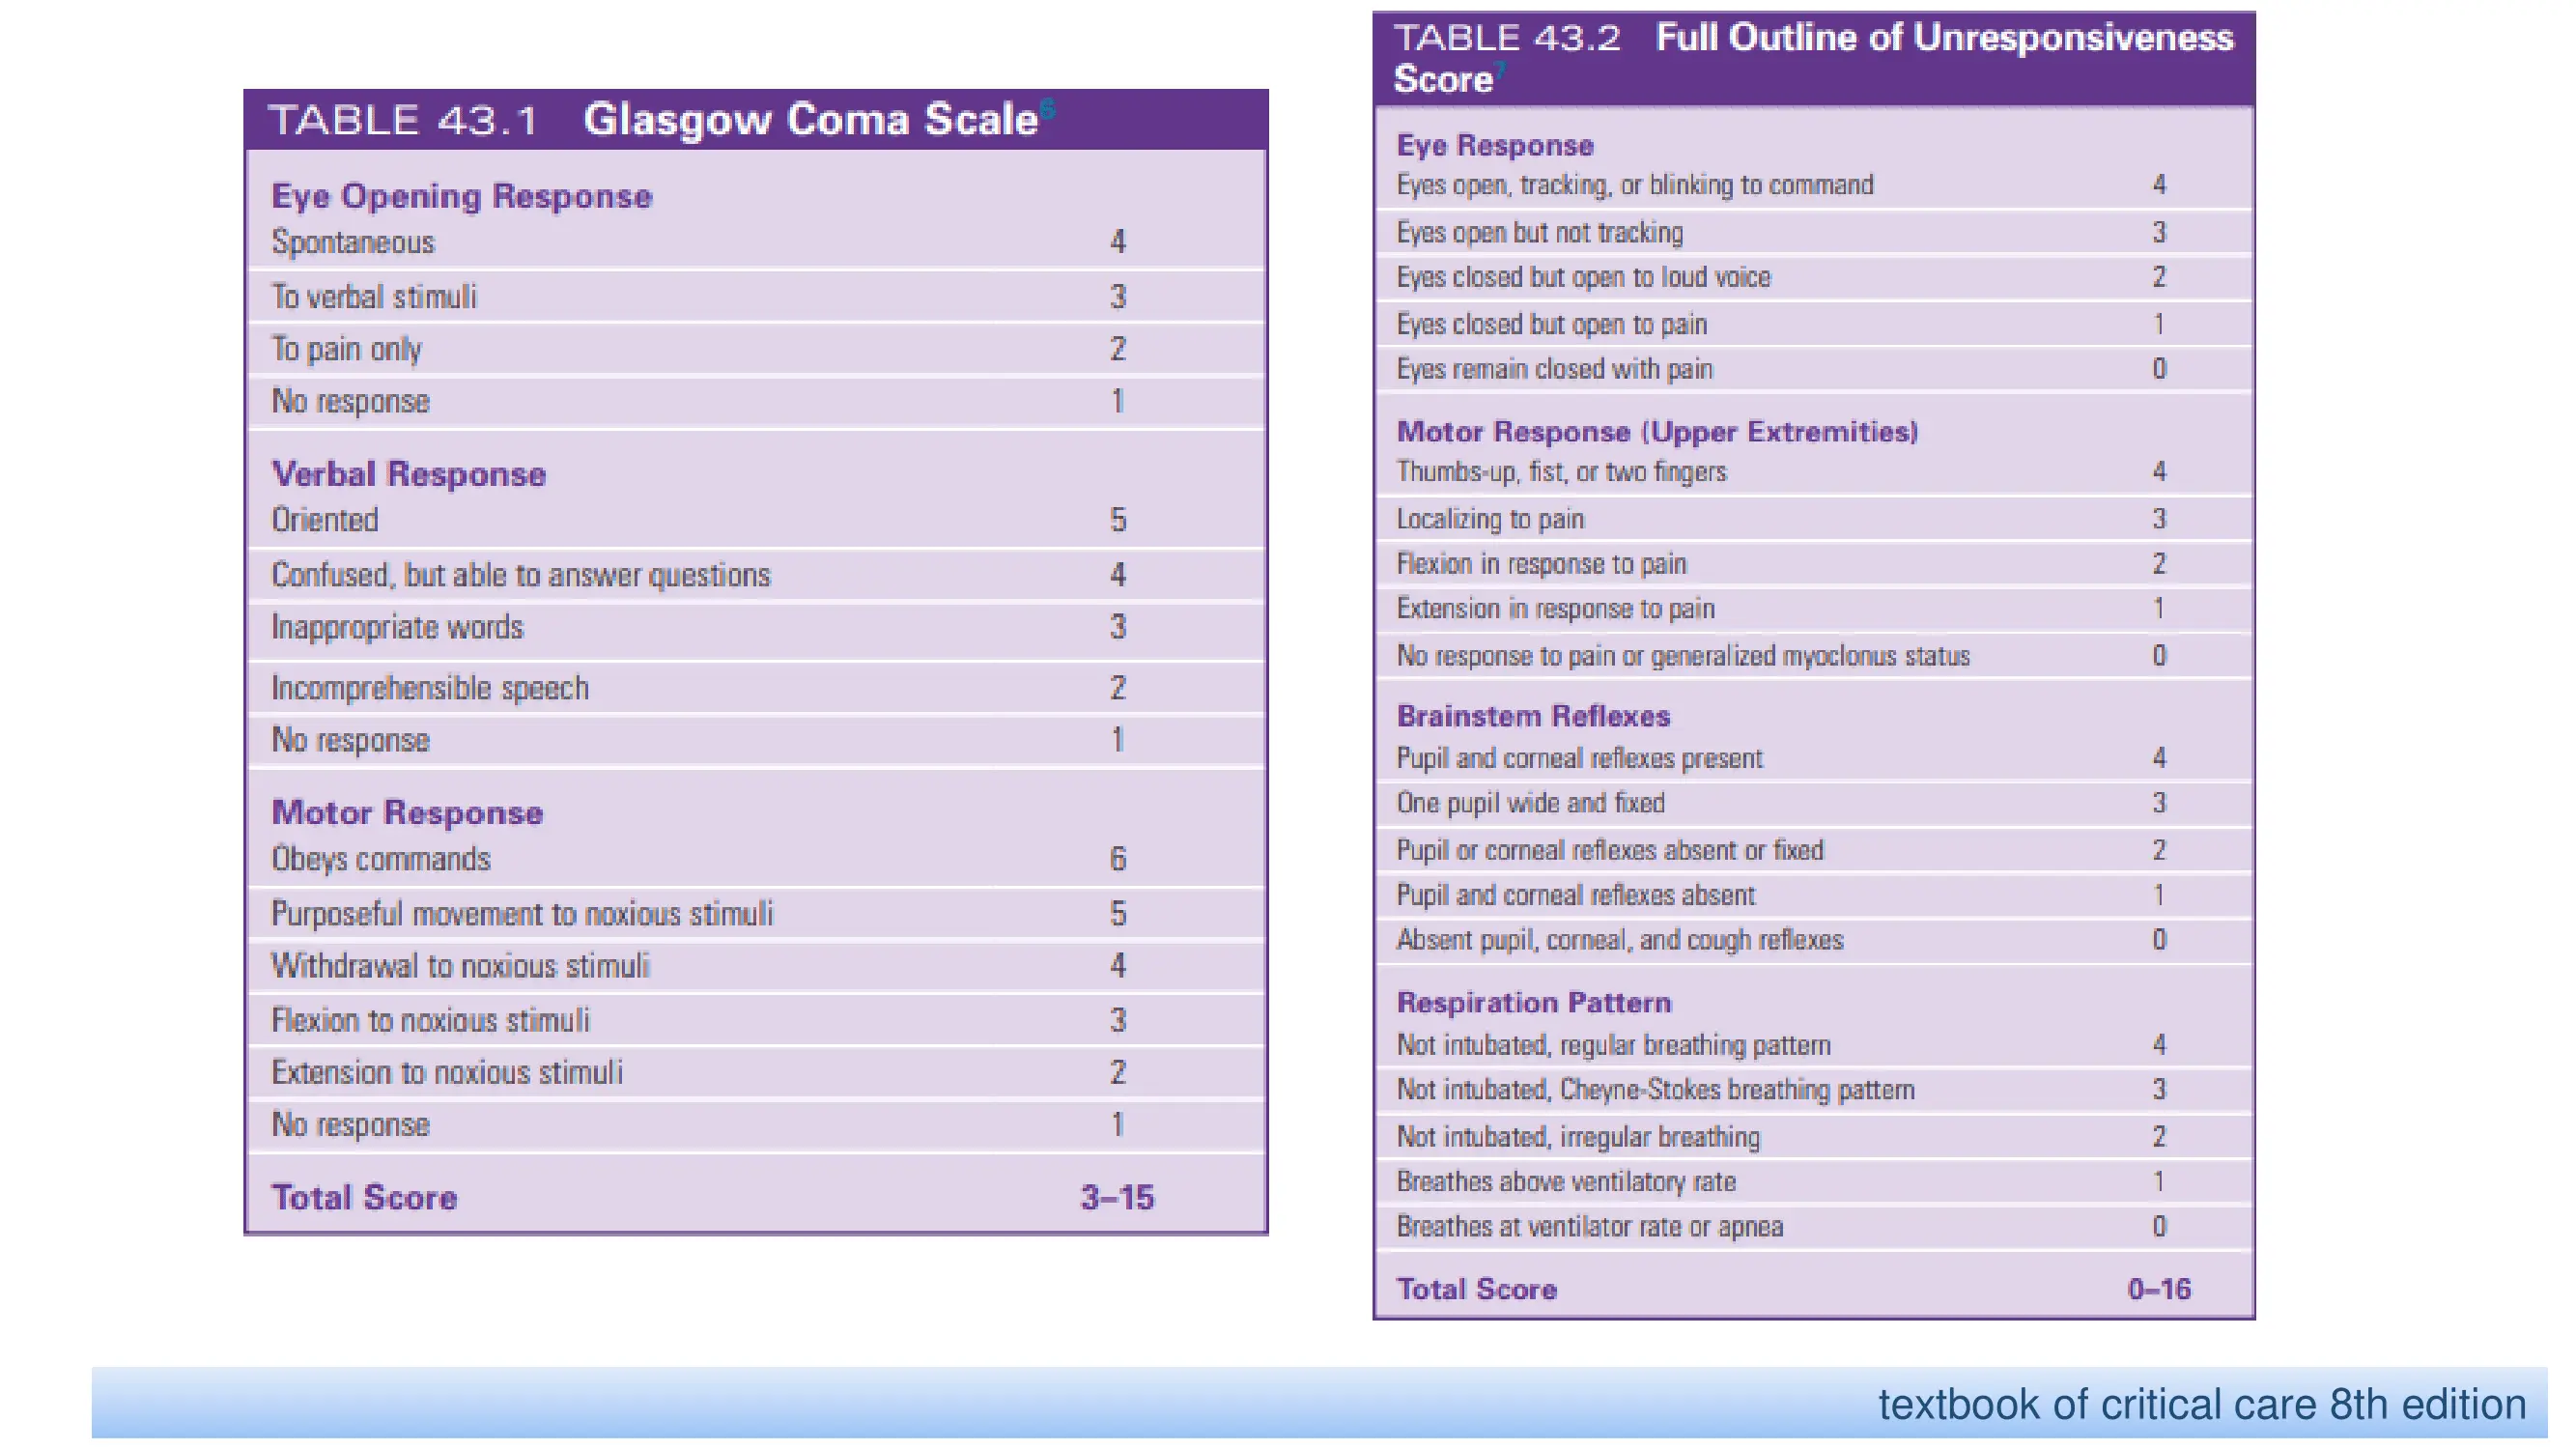 TABLE 43.1 Glasgow Coma Scale6
Eye Opening Response
Spontaneous 4
To verbal stimuli 3
To pain only 2
No response 1
Verbal Response
Oriented 5
Confused, but able to answer questions 4
Inappropriate words 3
Incomprehensible speech 2
No response 1
Motor Response
Obeys commands 6
Purposeful movement to noxious stimuli 5
Withdrawal to noxious stimuli 4
Flexion to noxious stimuli 3
Extension to noxious stimuli 2
No response 1
Total Score 3–15
TABLE 43.2 Full Outline of Unresponsiveness
Score7
Eye Response
Eyes open, tracking, or blinking to command 4
Eyes open but not tracking 3
Eyes closed but open to loud voice 2
Eyes closed but open to pain 1
Eyes remain closed with pain 0
Motor Response (Upper Extremities)
Thumbs-up, fist, or two fingers 4
Localizing to pain 3
Flexion in response to pain 2
Extension in response to pain 1
No response to pain or generalized myoclonus status 0
Brainstem Reflexes
Pupil and corneal reflexes present 4
One pupil wide and fixed 3
Pupil or corneal reflexes absent or fixed 2
Pupil and corneal reflexes absent 1
Absent pupil, corneal, and cough reflexes 0
Respiration Pattern
Not intubated, regular breathing pattern 4
Not intubated, Cheyne-Stokes breathing pattern 3
Not intubated, irregular breathing 2
Breathes above ventilatory rate 1
Breathes at ventilator rate or apnea 0
Total Score 0–16
textbook of critical care 8th edition